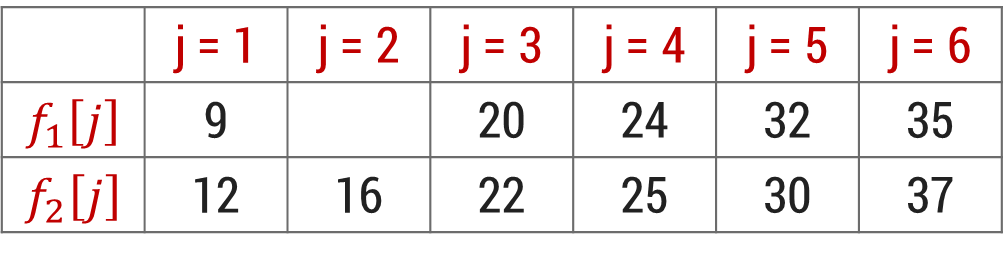 j = 1 j = 2 j = 3 j = 4 j = 5 j = 6
f₁[j] 9 20 24 32 35
f₂[j] 12 16 22 25 30 37